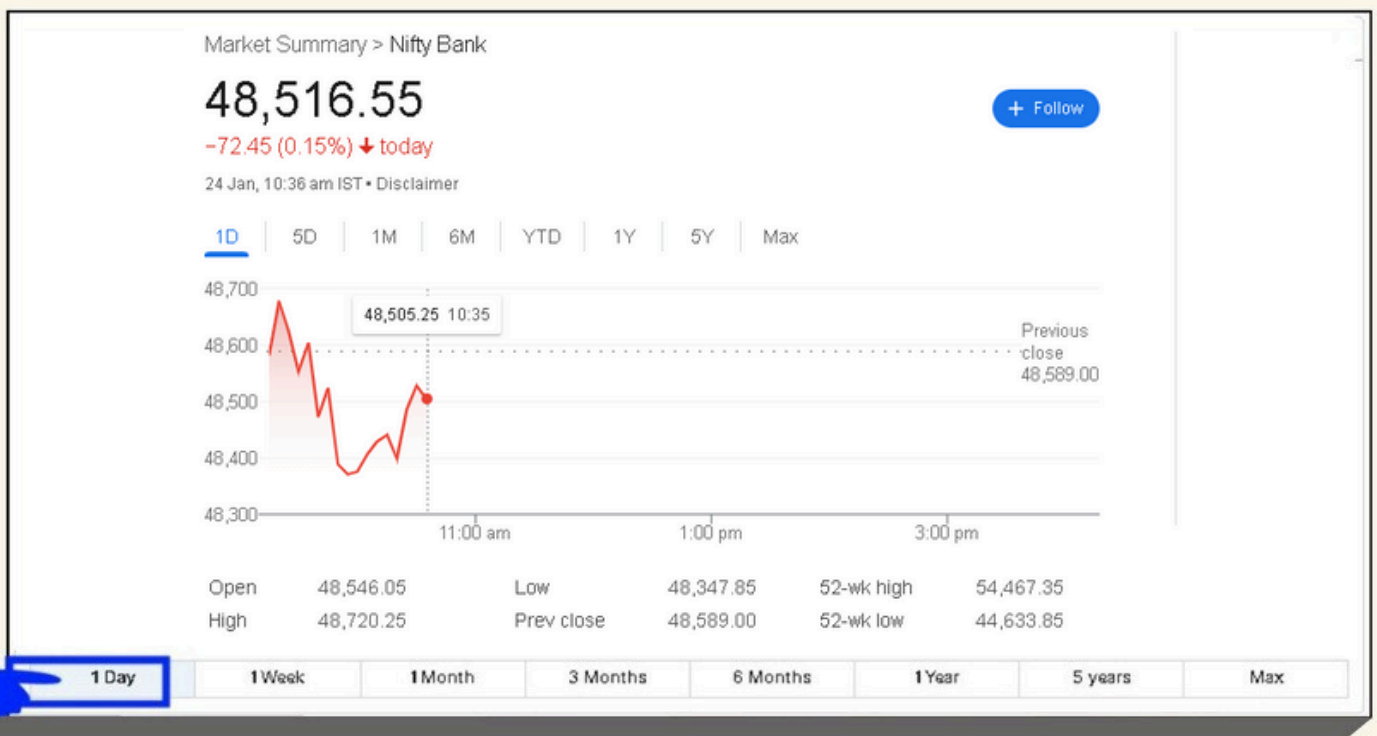 Market Summary > Nifty Bank
48,516.55
+ Follow
−72.45 (0.15%) ↓ today
24 Jan, 10:36 am IST • Disclaimer
1D 5D 1M 6M YTD 1Y 5Y Max
48,700
48,505.25 10:35
48,600
Previous
close
48,589.00
48,500
48,400
48,300
11:00 am 1:00 pm 3:00 pm
Open 48,546.05 Low 48,347.85 52-wk high 54,467.35
High 48,720.25 Prev close 48,589.00 52-wk low 44,633.85
1 Day 1 Week 1 Month 3 Months 6 Months 1 Year 5 years Max